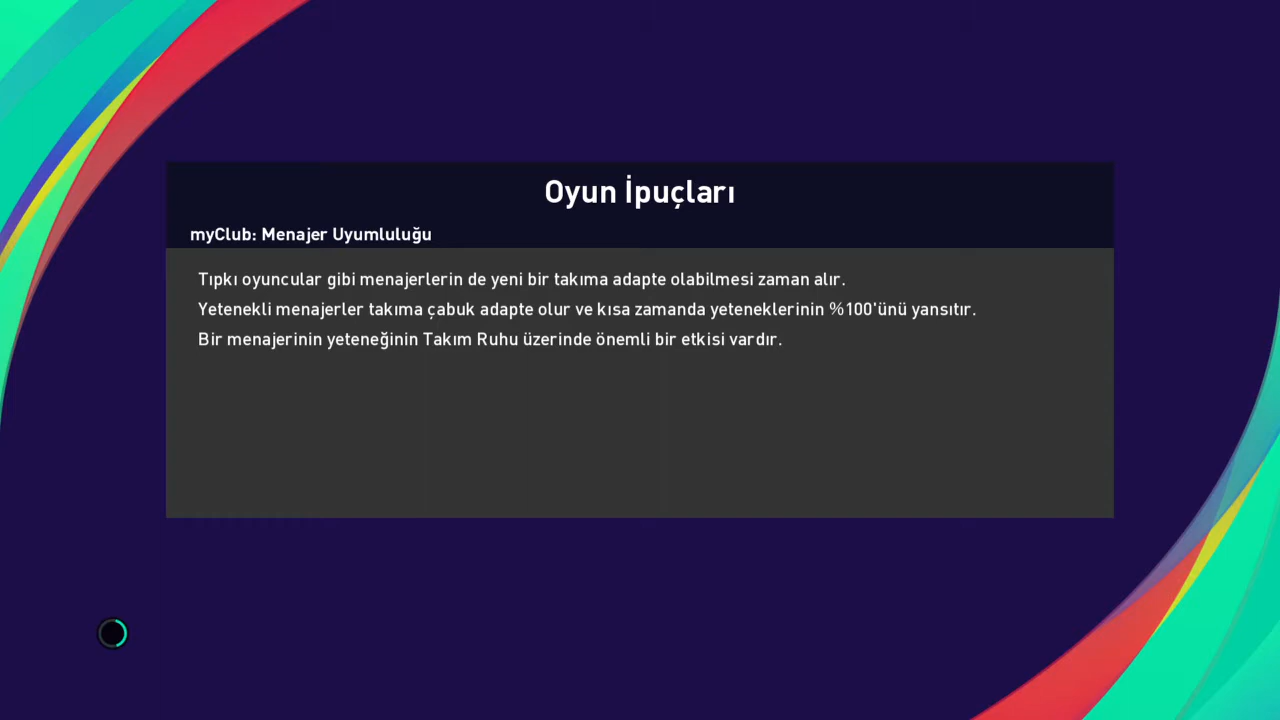 Oyun İpuçları
myClub: Menajer Uyumluluğu
Tıpkı oyuncular gibi menajerlerin de yeni bir takıma adapte olabilmesi zaman alır.
Yetenekli menajerler takıma çabuk adapte olur ve kısa zamanda yeteneklerinin %100'ünü yansıtır.
Bir menajerinin yeteneğinin Takım Ruhu üzerinde önemli bir etkisi vardır.